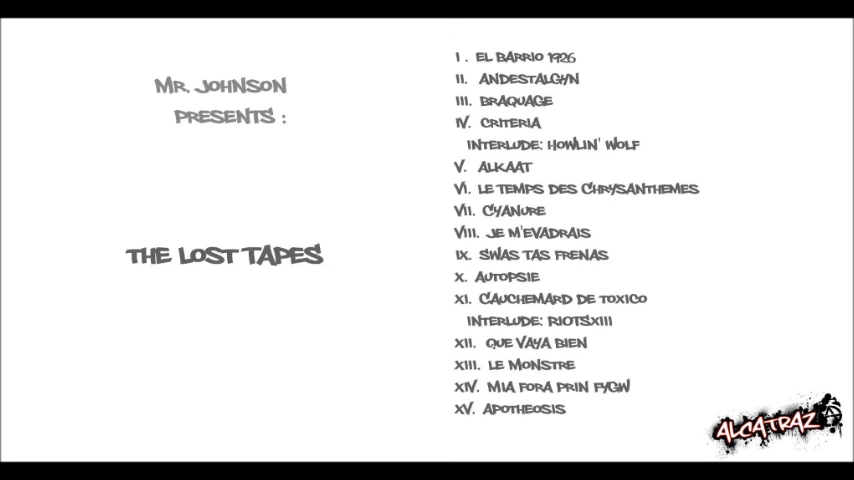 MR. JOHNSON
PRESENTS :
THE LOST TAPES
I . EL BARRIO 1926
II. ANDESTALGYN
III. BRAQUAGE
IV. CRITERIA
INTERLUDE: HOWLIN' WOLF
V. ALKAAT
VI. LE TEMPS DES CHRYSANTHEMES
VII. CYANURE
VIII. JE M'EVADRAIS
IX. SWAS TAS FRENAS
X. AUTOPSIE
XI. CAUCHEMARD DE TOXICO
INTERLUDE: RIOTSXIII
XII. QUE VAYA BIEN
XIII. LE MONSTRE
XIV. MIA FORA PRIN FYGW
XV. APOTHEOSIS
ALCATRAZ